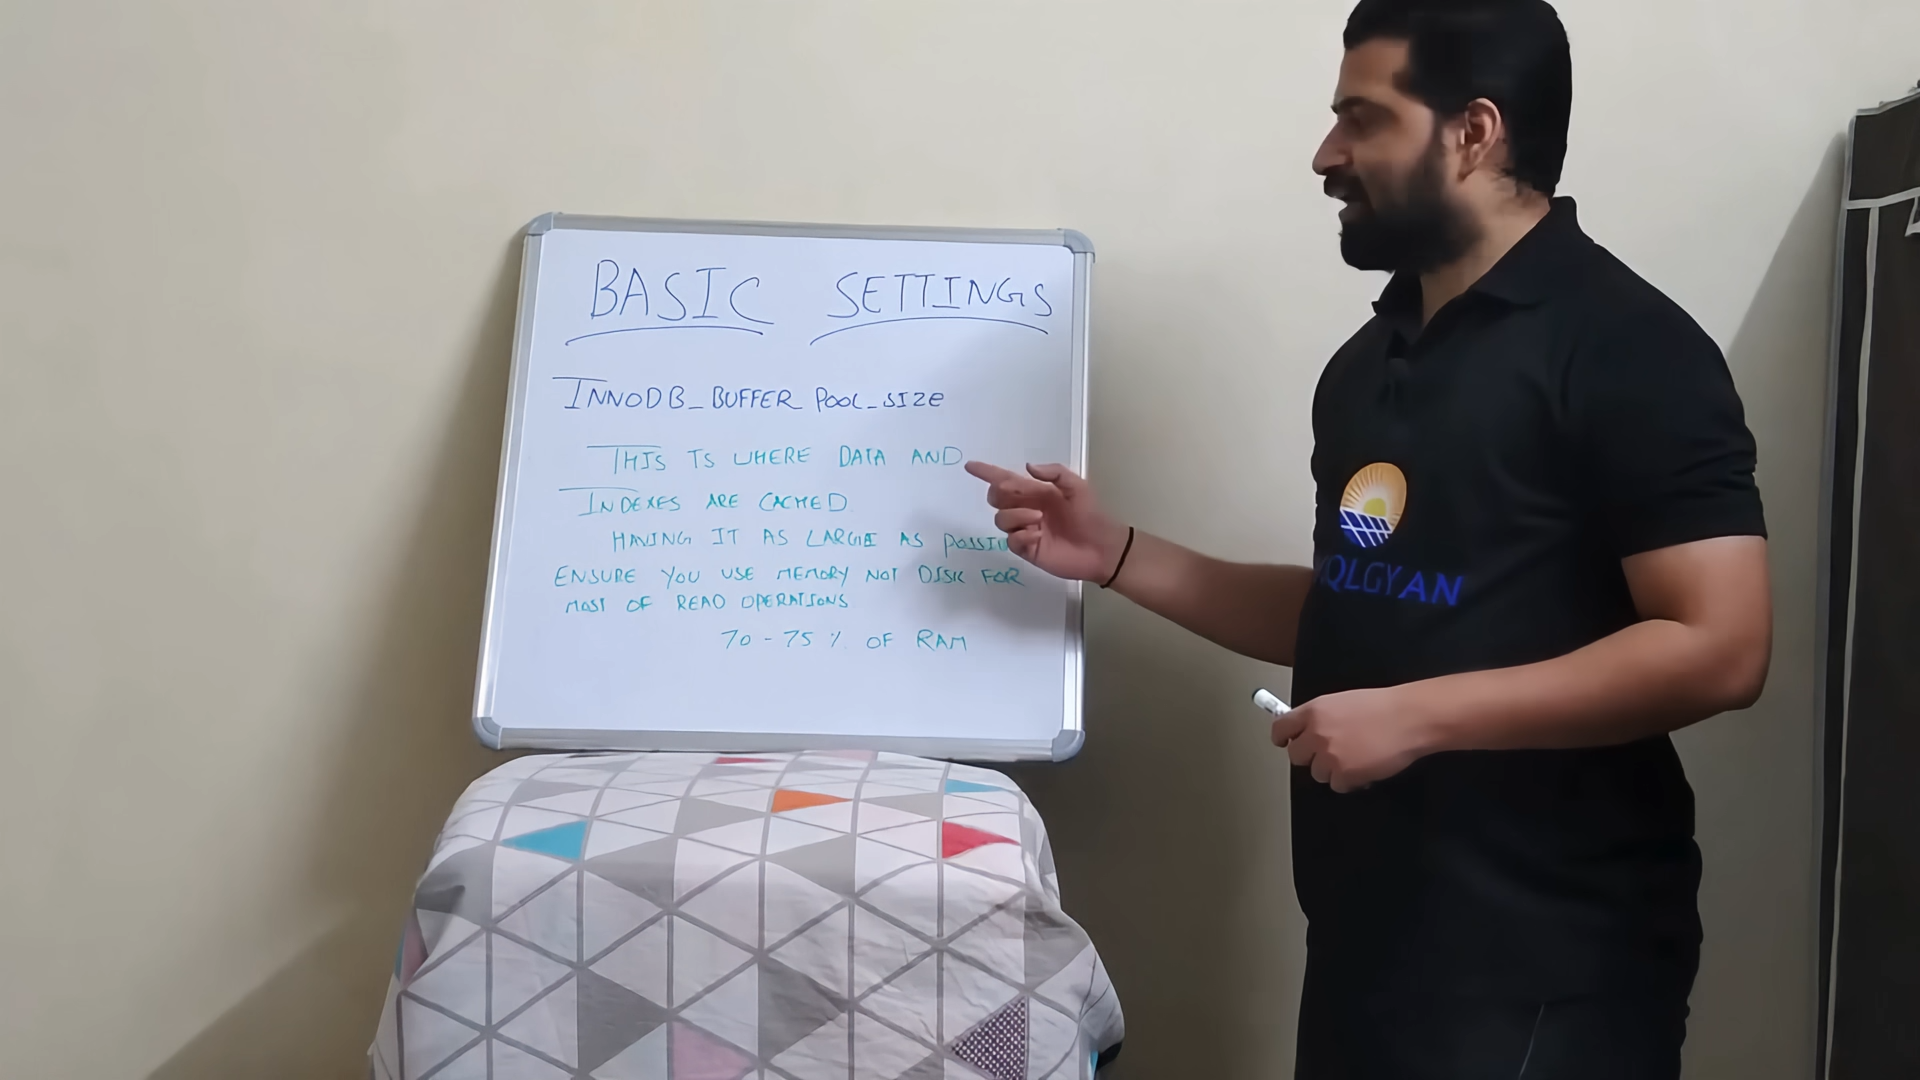 BASIC SETTINGS
INNODB_BUFFER_POOL_SIZE
THIS IS WHERE DATA AND
INDEXES ARE CACHED
HAVING IT AS LARGE AS
ENSURE YOU USE MEMORY NOT DISK FOR
MOST OF READ OPERATIONS
70-75% OF RAM
QLGYAN